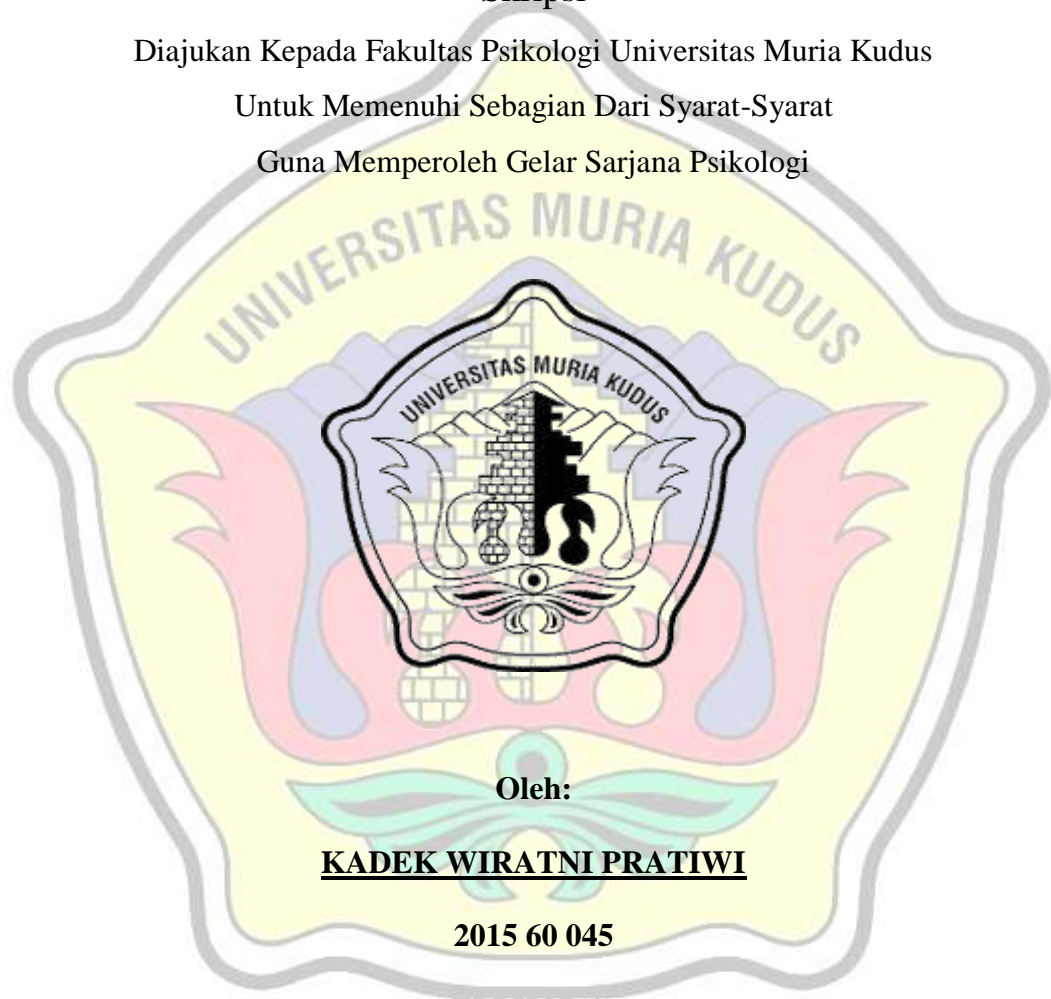 Skripsi
Diajukan Kepada Fakultas Psikologi Universitas Muria Kudus
Untuk Memenuhi Sebagian Dari Syarat-Syarat
Guna Memperoleh Gelar Sarjana Psikologi
UNIVERSITAS MURIA KUDUS
UNIVERSITAS MURIA KUDUS
Oleh:
KADEK WIRATNI PRATIWI
2015 60 045